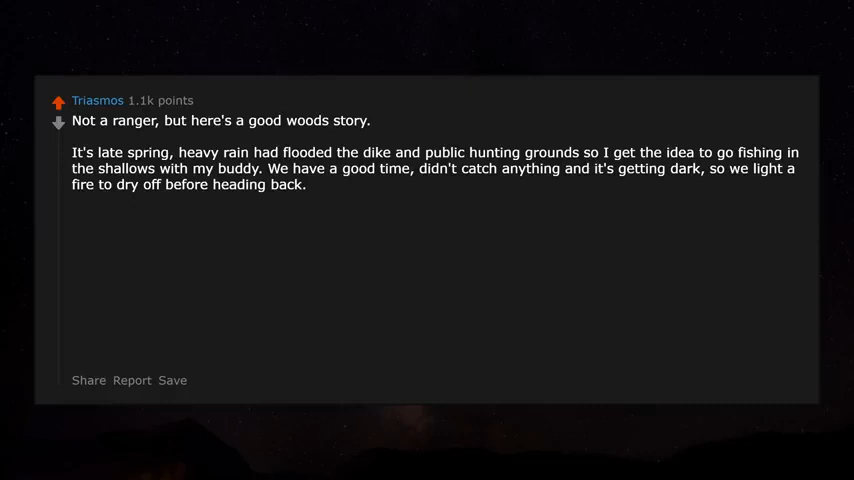 Triasmos 1.1k points
Not a ranger, but here's a good woods story.
It's late spring, heavy rain had flooded the dike and public hunting grounds so I get the idea to go fishing in
the shallows with my buddy. We have a good time, didn't catch anything and it's getting dark, so we light a
fire to dry off before heading back.
Share Report Save